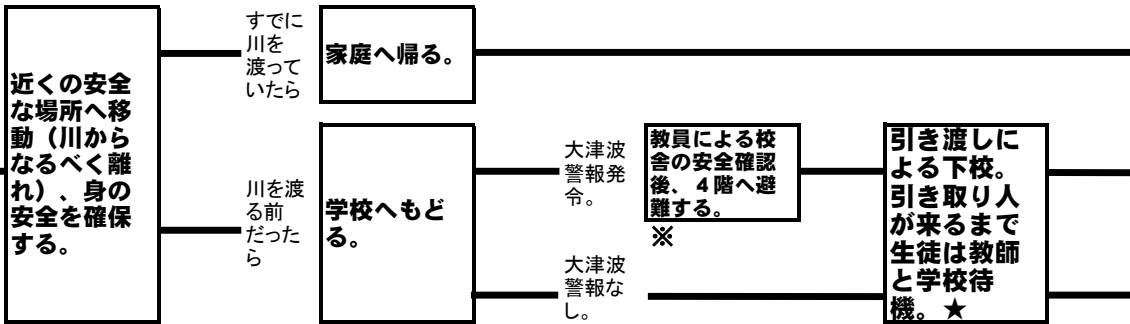 近くの安全
な場所へ移
動（川から
なるべく離
れ）、身の
安全を確保
する。
すでに
川を
渡って
いたら
家庭へ帰る。
川を渡
る前
だった
ら
学校へもど
る。
大津波
警報発
令。
教員による校
舎の安全確認
後、４階へ避
難する。
※
大津波
警報な
し。
引き渡しに
よる下校。
引き取り人
が来るまで
生徒は教師
と学校待
機。★